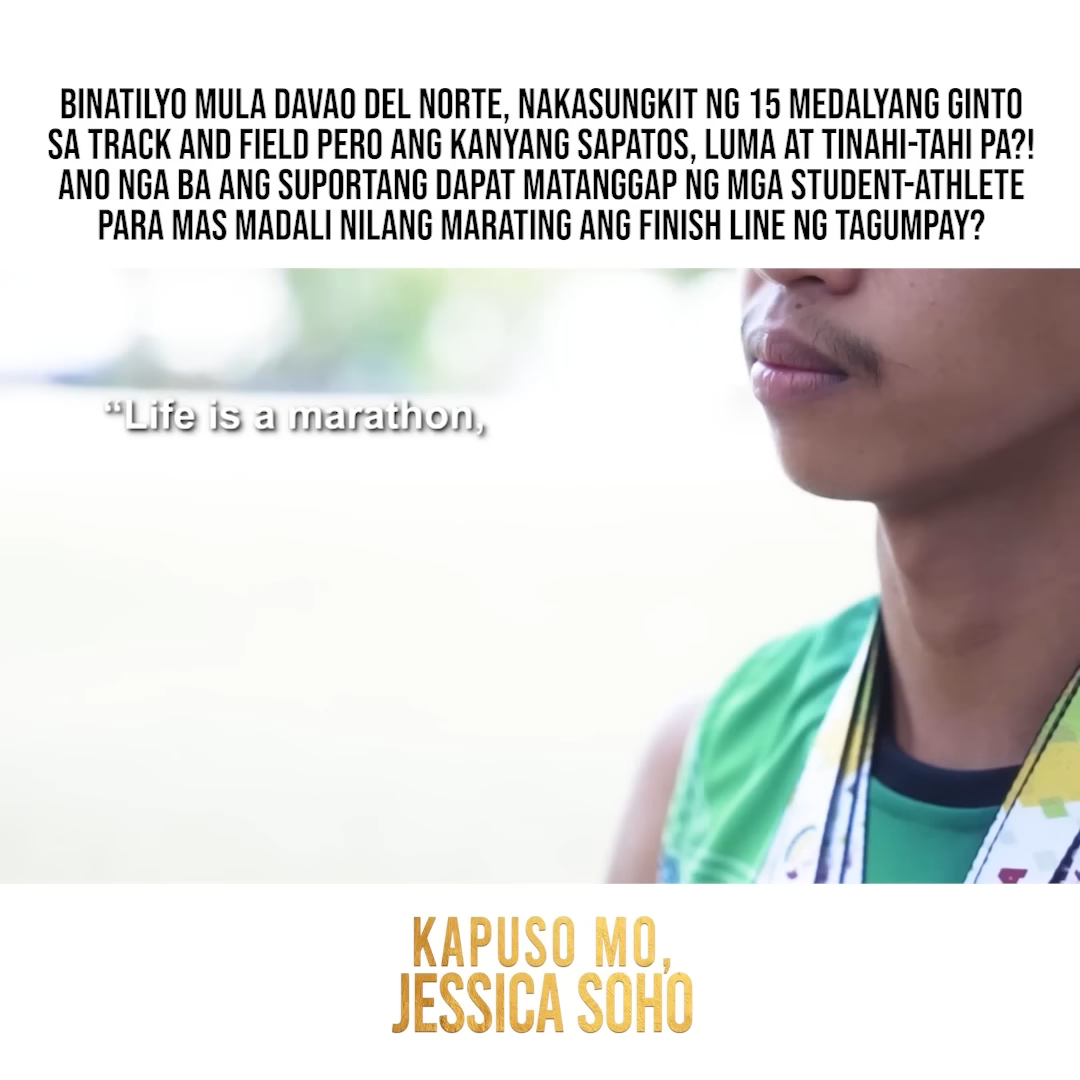 BINATILYO MULA DAVAO DEL NORTE, NAKASUNGKIT NG 15 MEDALYANG GINTO
SA TRACK AND FIELD PERO ANG KANYANG SAPATOS, LUMA AT TINAHI-TAHI PA?!
ANO NGA BA ANG SUPORTANG DAPAT MATANGGAP NG MGA STUDENT-ATHLETE
PARA MAS MADALI NILANG MARATING ANG FINISH LINE NG TAGUMPAY?
“Life is a marathon,
KAPUSO MO,
JESSICA SOHO